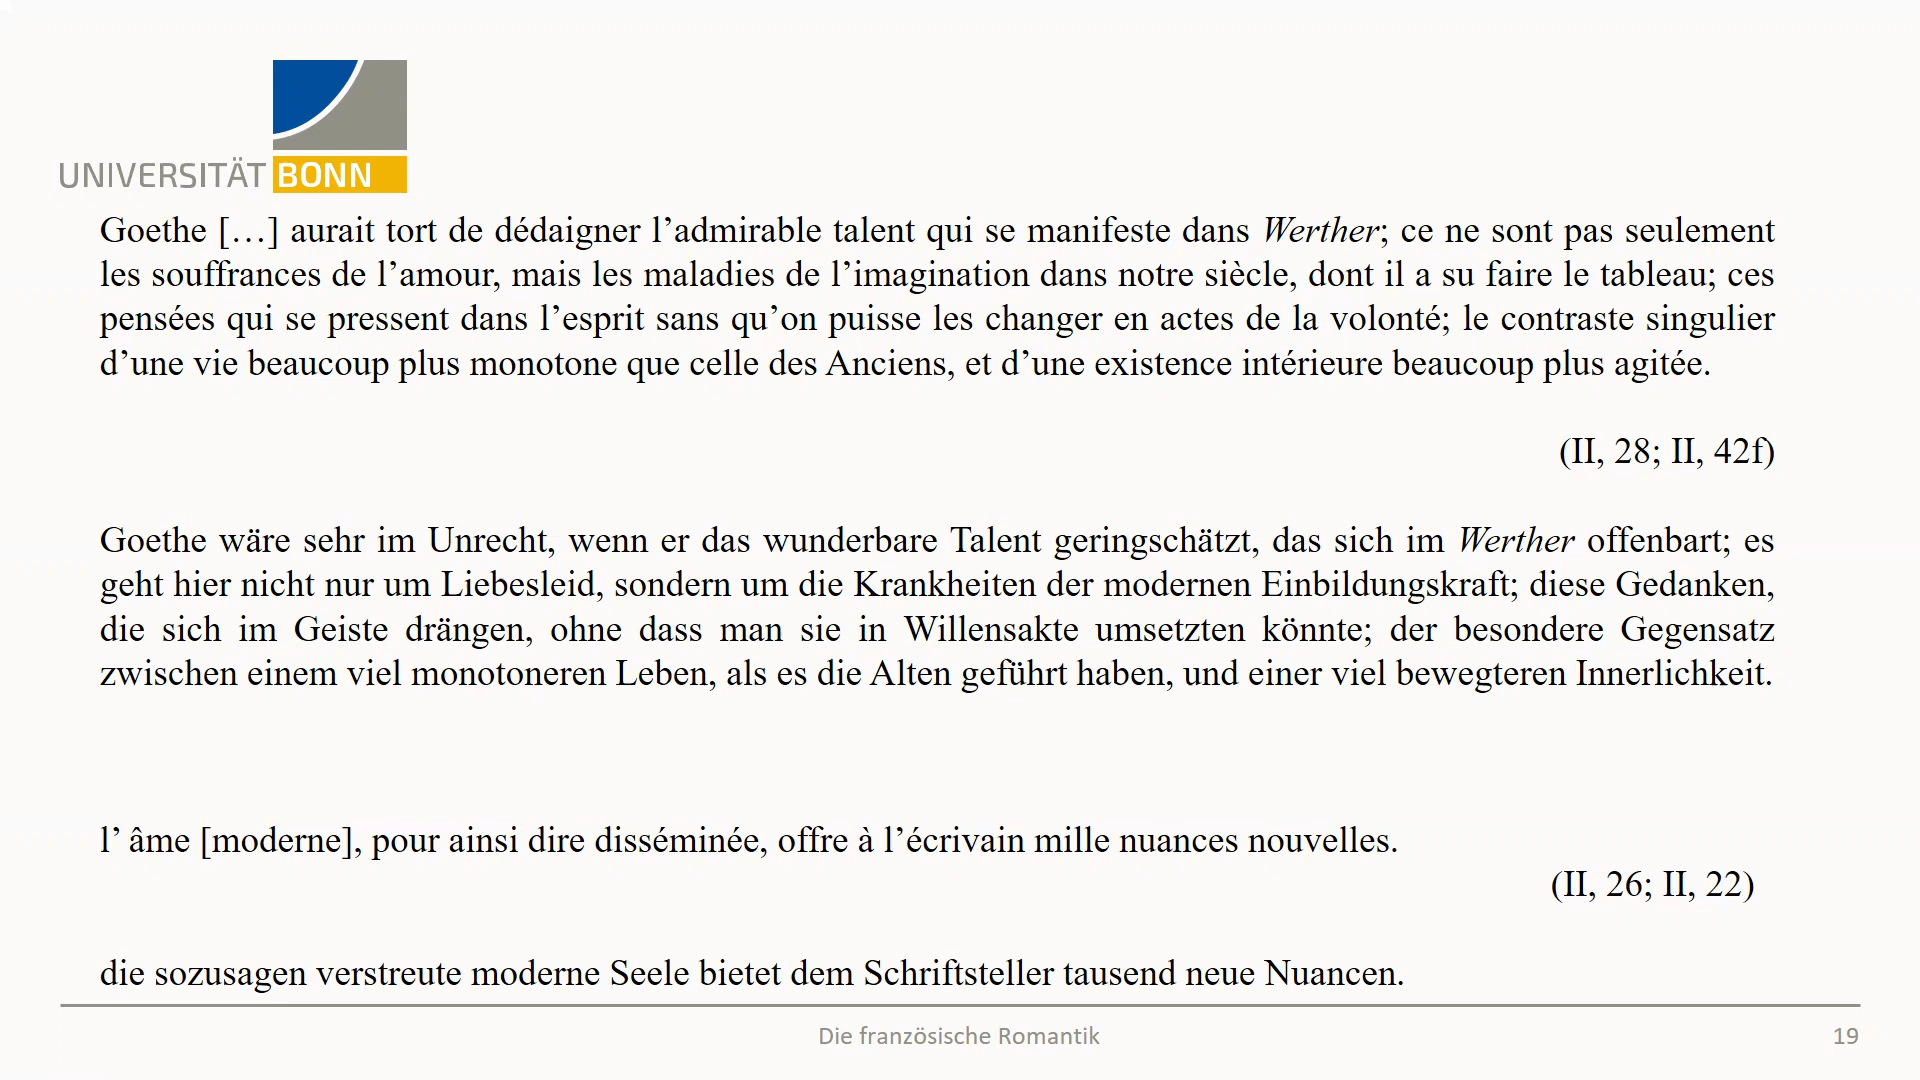 UNIVERSITÄT BONN
Goethe […] aurait tort de dédaigner l’admirable talent qui se manifeste dans Werther; ce ne sont pas seulement
les souffrances de l’amour, mais les maladies de l’imagination dans notre siècle, dont il a su faire le tableau; ces
pensées qui se pressent dans l’esprit sans qu’on puisse les changer en actes de la volonté; le contraste singulier
d’une vie beaucoup plus monotone que celle des Anciens, et d’une existence intérieure beaucoup plus agitée.
(II, 28; II, 42f)
Goethe wäre sehr im Unrecht, wenn er das wunderbare Talent geringschätzt, das sich im Werther offenbart; es
geht hier nicht nur um Liebesleid, sondern um die Krankheiten der modernen Einbildungskraft; diese Gedanken,
die sich im Geiste drängen, ohne dass man sie in Willensakte umsetzten könnte; der besondere Gegensatz
zwischen einem viel monotoneren Leben, als es die Alten geführt haben, und einer viel bewegteren Innerlichkeit.
l’ âme [moderne], pour ainsi dire disséminée, offre à l’écrivain mille nuances nouvelles.
(II, 26; II, 22)
die sozusagen verstreute moderne Seele bietet dem Schriftsteller tausend neue Nuancen.
Die französische Romantik
19